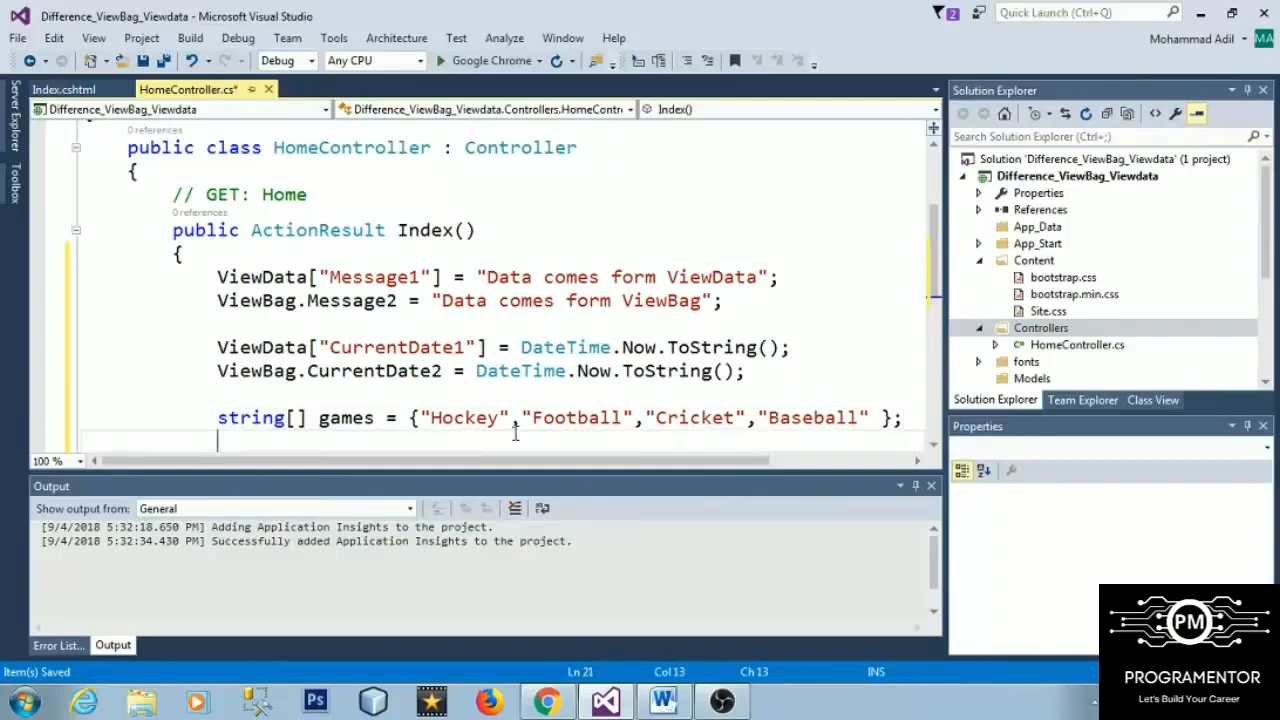 Difference_ViewBag_Viewdata - Microsoft Visual Studio
2
Quick Launch (Ctrl+Q)
File Edit View Project Build Debug Team Tools Architecture Test Analyze Window Help
Mohammad Adil
MA
Debug Any CPU Google Chrome
Server Explorer
Toolbox
Index.cshtml HomeController.cs*
Difference_ViewBag_Viewdata Difference_ViewBag_Viewdata.Controllers.HomeContr Index()
0 references
public class HomeController : Controller
{
// GET: Home
0 references
public ActionResult Index()
{
ViewData["Message1"] = "Data comes form ViewData";
ViewBag.Message2 = "Data comes form ViewBag";
ViewData["CurrentDate1"] = DateTime.Now.ToString();
ViewBag.CurrentDate2 = DateTime.Now.ToString();
string[] games = {"Hockey","Football","Cricket","Baseball" };
100 %
Output
Show output from: General
[9/4/2018 5:32:18.650 PM] Adding Application Insights to the project.
[9/4/2018 5:32:34.430 PM] Successfully added Application Insights to the project.
Error List... Output
Solution Explorer
Search Solution Explorer (Ctrl+;)
Solution 'Difference_ViewBag_Viewdata' (1 project)
Difference_ViewBag_Viewdata
Properties
References
App_Data
App_Start
Content
bootstrap.css
bootstrap.min.css
Site.css
Controllers
C# HomeController.cs
fonts
Models
Solution Explorer Team Explorer Class View
Properties
Item(s) Saved Ln 21 Col 13 Ch 13 INS
Ps
W
PM
PROGRAMENTOR
Let's Build Your Career